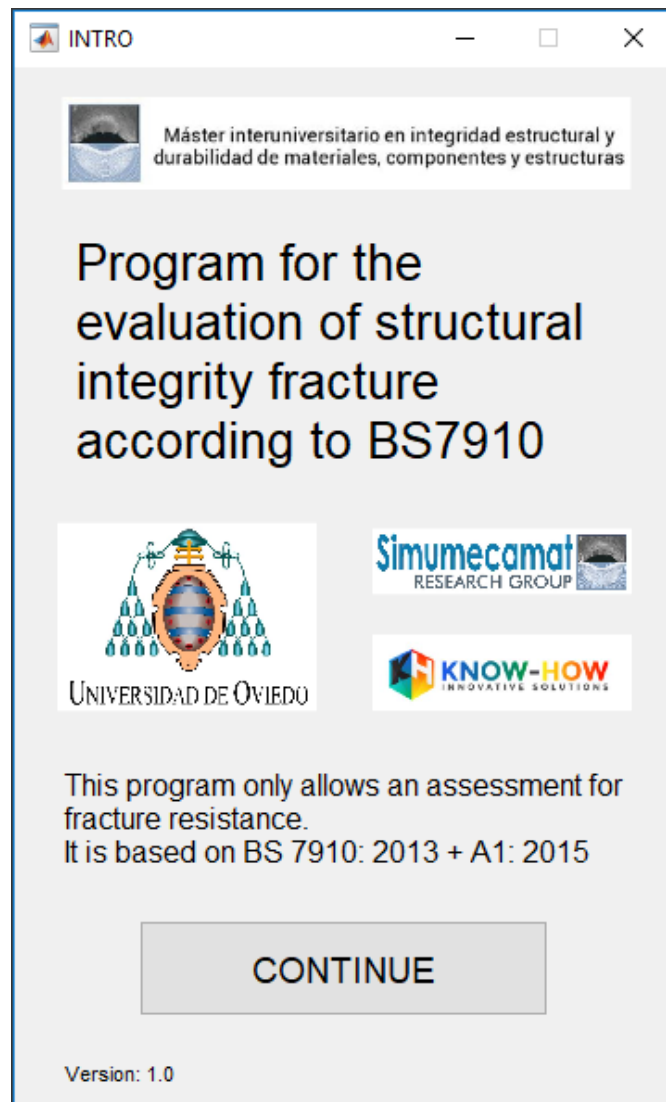 INTRO
Máster interuniversitario en integridad estructural y
durabilidad de materiales, componentes y estructuras
Program for the
evaluation of structural
integrity fracture
according to BS7910
UNIVERSIDAD DE OVIEDO
Simumecamat
RESEARCH GROUP
KH KNOW-HOW
INNOVATIVE SOLUTIONS
This program only allows an assessment for
fracture resistance.
It is based on BS 7910: 2013 + A1: 2015
CONTINUE
Version: 1.0